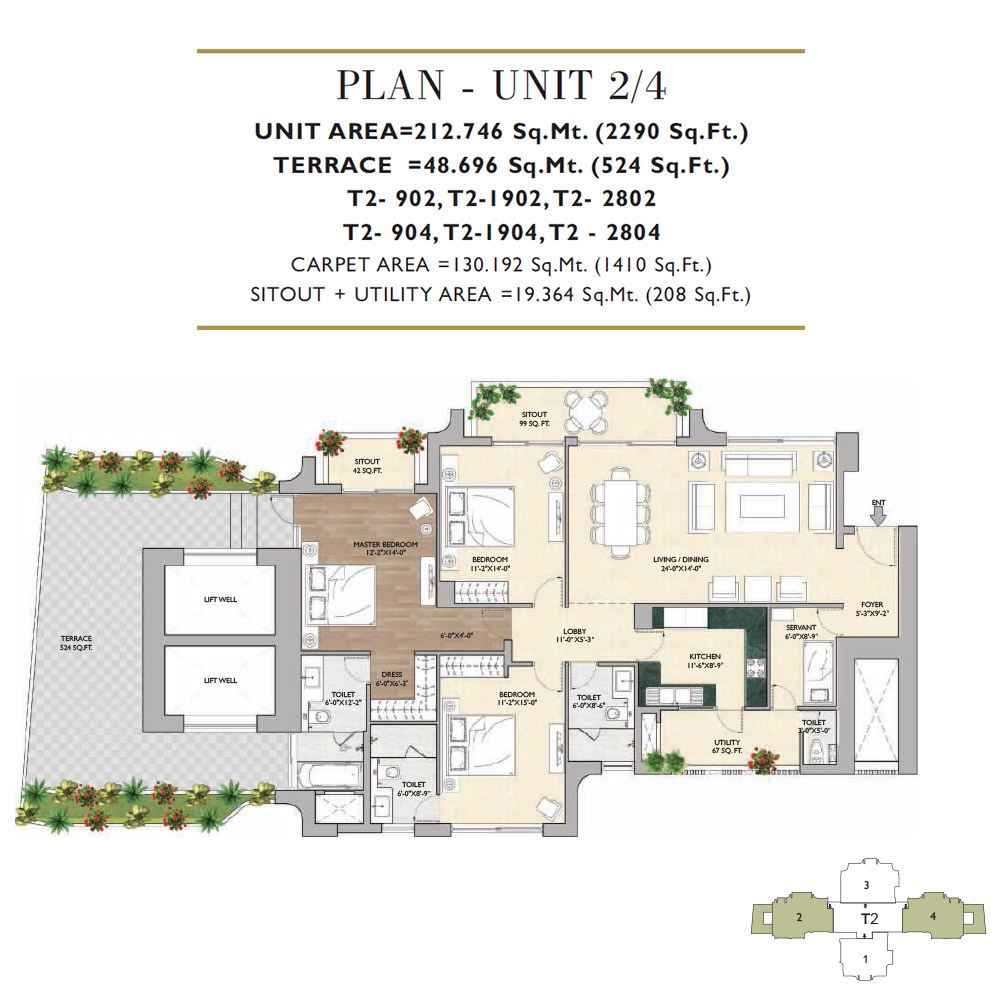 PLAN - UNIT 2/4
UNIT AREA=212.746 Sq.Mt. (2290 Sq.Ft.)
TERRACE =48.696 Sq.Mt. (524 Sq.Ft.)
T2- 902, T2-1902, T2- 2802
T2- 904, T2-1904, T2 - 2804
CARPET AREA =130.192 Sq.Mt. (1410 Sq.Ft.)
SITOUT + UTILITY AREA =19.364 Sq.Mt. (208 Sq.Ft.)
SITOUT
99 SQ. FT.
SITOUT
42 SQ.FT.
ENT
MASTER BEDROOM
12'-2"X14'-0"
BEDROOM
11'-2"X14'-0"
LIVING / DINING
24'-0"X14'-0"
LIFT WELL
FOYER
5'-3"X9'-2"
TERRACE
524 SQ.FT.
6'-0"X4'-0"
LOBBY
11'-0" X5'-3"
SERVANT
6'-0"X8'-9"
KITCHEN
11'-6"X8'-9"
LIFT WELL
DRESS
6'-0"X6'-3"
TOILET
6'-0"X12'-2"
BEDROOM
11'-2"X15'-0"
TOILET
6'-0"X8'-6"
TOILET
3'-0"X5'-0"
UTILITY
67 SQ. FT.
TOILET
6'-0"X8'-9"
3
2
T2
4
1